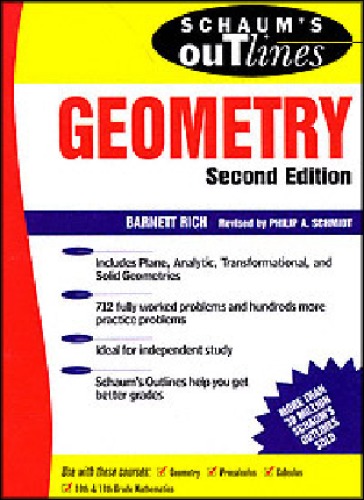 SCHAUM'S
ouTlines
GEOMETRY
Second Edition
BARNETT RICH Revised by PHILIP A. SCHMIDT
Includes Plane, Analytic, Transformational, and
Solid Geometries
712 fully worked problems and hundreds more
practice problems
Ideal for independent study
Schaum's Outlines help you get
better grades
MORE THAN
30 MILLION
SCHAUM'S
OUTLINES
SOLD
Use with these courses: Geometry Precalculus Calculus
10th & 11th Grade Mathematics